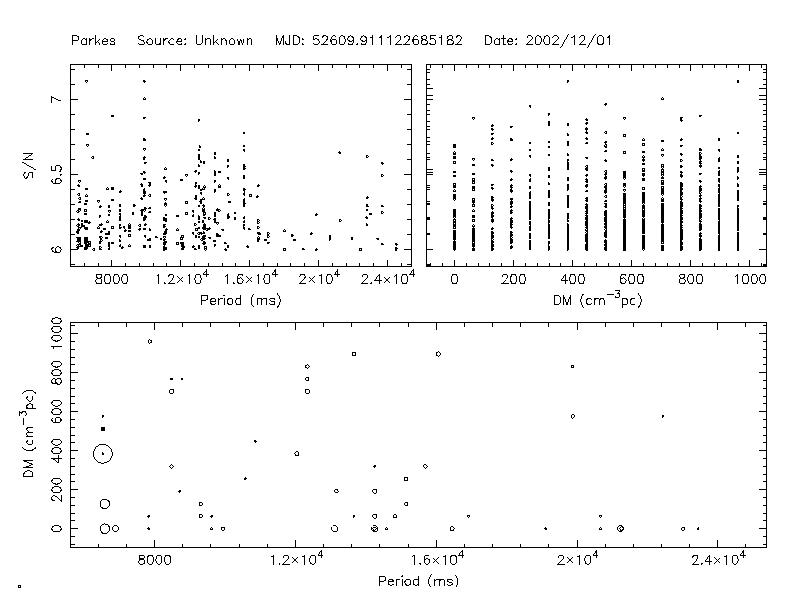 Parkes Source: Unknown MJD: 52609.911122685182 Date: 2002/12/01
S/N
7
6.5
6
8000 1.2×10⁴ 1.6×10⁴ 2×10⁴ 2.4×10⁴
Period (ms)
0 200 400 600 800 1000
DM (cm⁻³pc)
DM (cm⁻³pc)
1000
800
600
400
200
0
8000 1.2×10⁴ 1.6×10⁴ 2×10⁴ 2.4×10⁴
Period (ms)